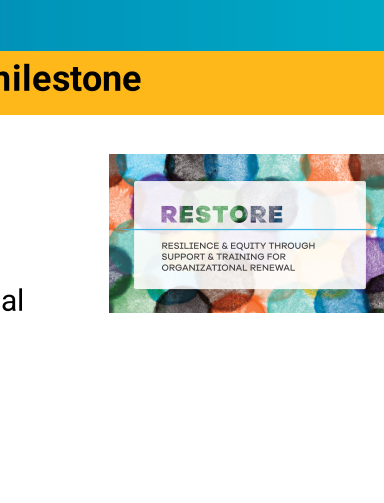 milestone
RESTORE
RESILIENCE & EQUITY THROUGH
SUPPORT & TRAINING FOR
ORGANIZATIONAL RENEWAL
al